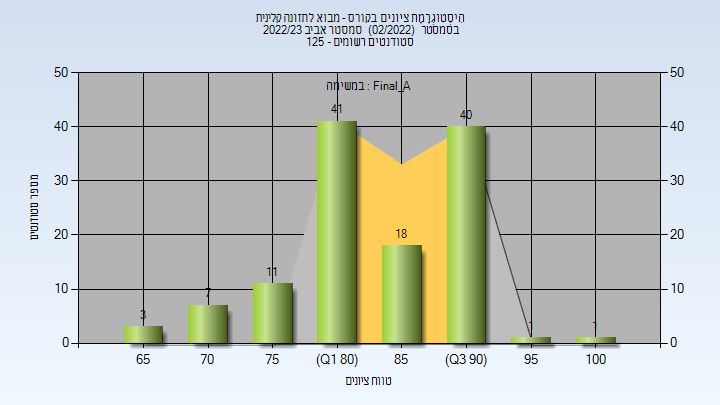 היסטוגרמת ציונים בקורס - מבוא לתזונה קלינית
בסמסטר (02/2022) סמסטר אביב 2022/23
סטודנטים רשומים - 125
במשימה : Final_A
50 50
40 40
30 30
20 20
10 10
0 0
מספר סטודנטים
3 7 11 41 18 40 1 1
65 70 75 (Q1 80) 85 (Q3 90) 95 100
טווח ציונים